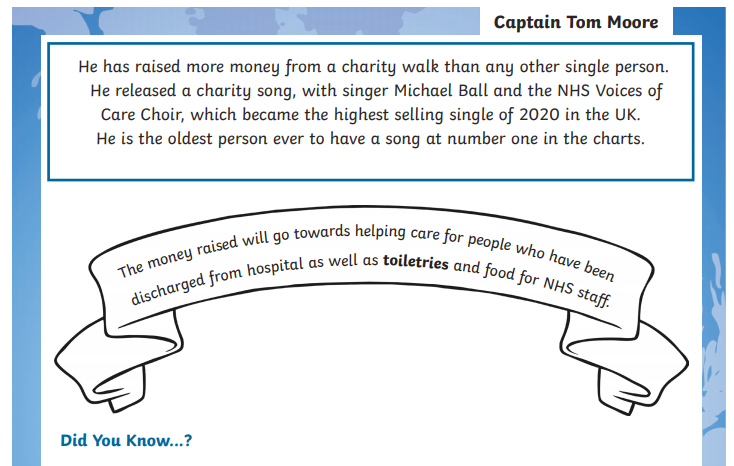 Captain Tom Moore
He has raised more money from a charity walk than any other single person.
He released a charity song, with singer Michael Ball and the NHS Voices of
Care Choir, which became the highest selling single of 2020 in the UK.
He is the oldest person ever to have a song at number one in the charts.
The money raised will go towards helping care for people who have been
discharged from hospital as well as toiletries and food for NHS staff.
Did You Know...?